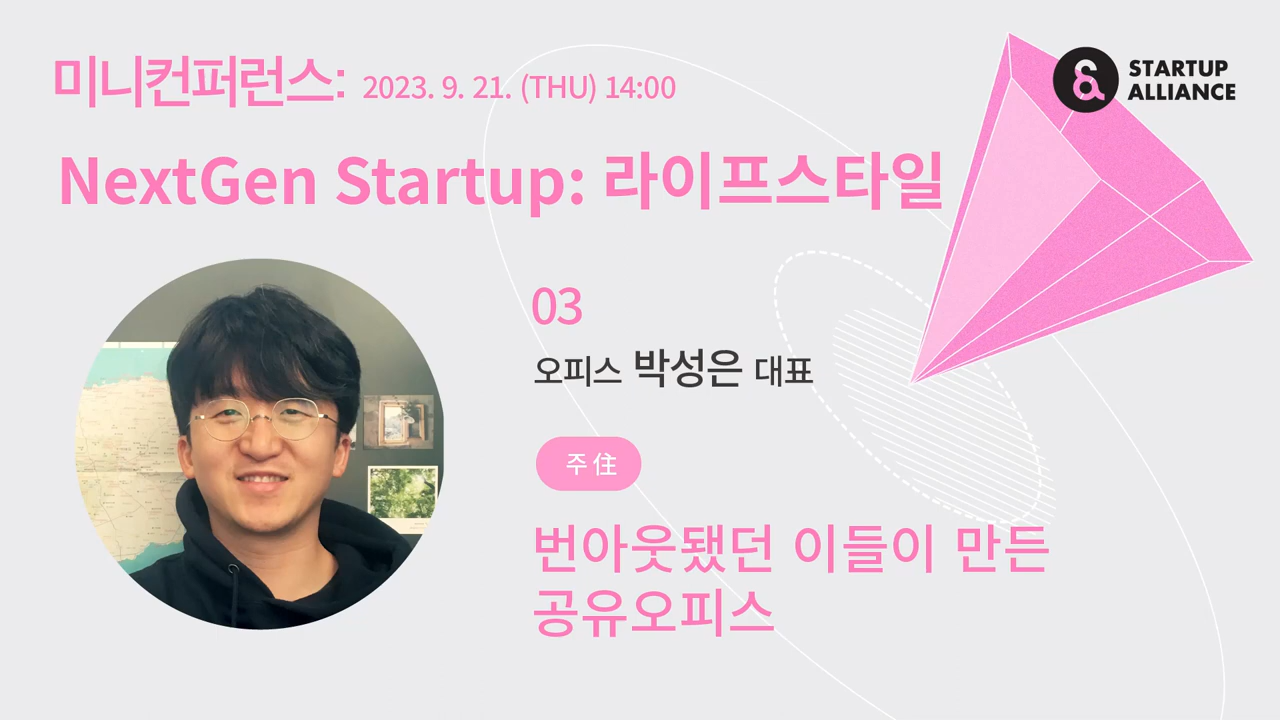 미니컨퍼런스: 2023. 9. 21. (THU) 14:00
STARTUP
ALLIANCE
NextGen Startup: 라이프스타일
03
오피스 박성은 대표
주 住
번아웃됐던 이들이 만든
공유오피스